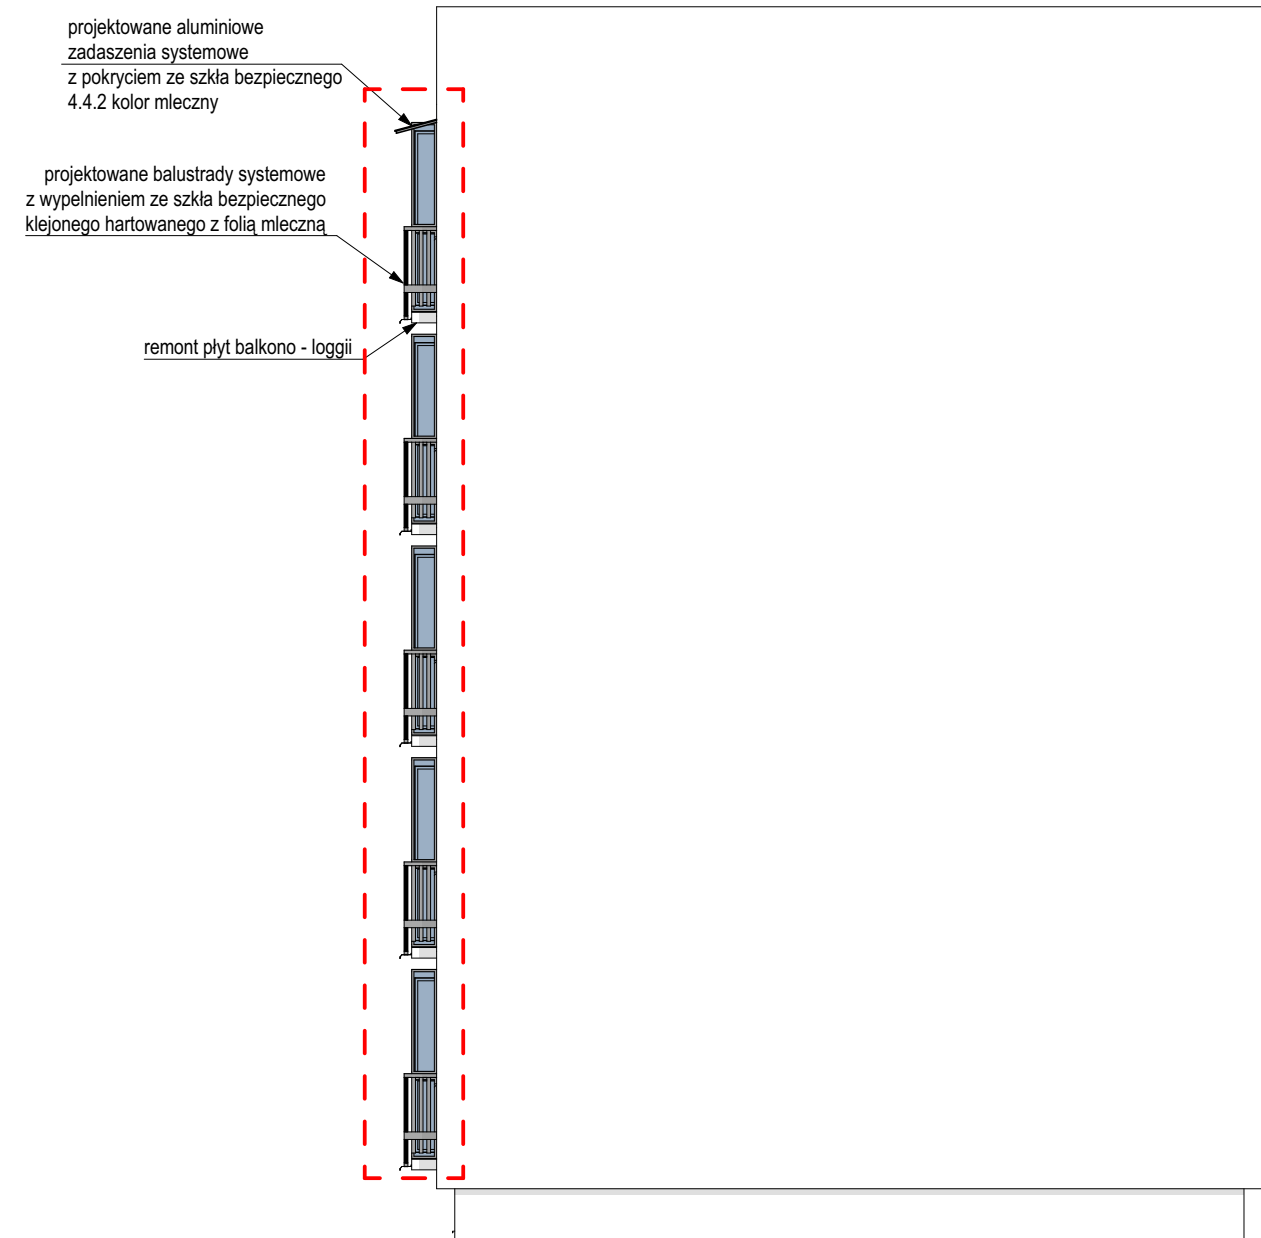 projektowane aluminiowe
zadaszenia systemowe
z pokryciem ze szkła bezpiecznego
4.4.2 kolor mleczny
projektowane balustrady systemowe
z wypelnieniem ze szkła bezpiecznego
klejonego hartowanego z folią mleczną
remont płyt balkono - loggii